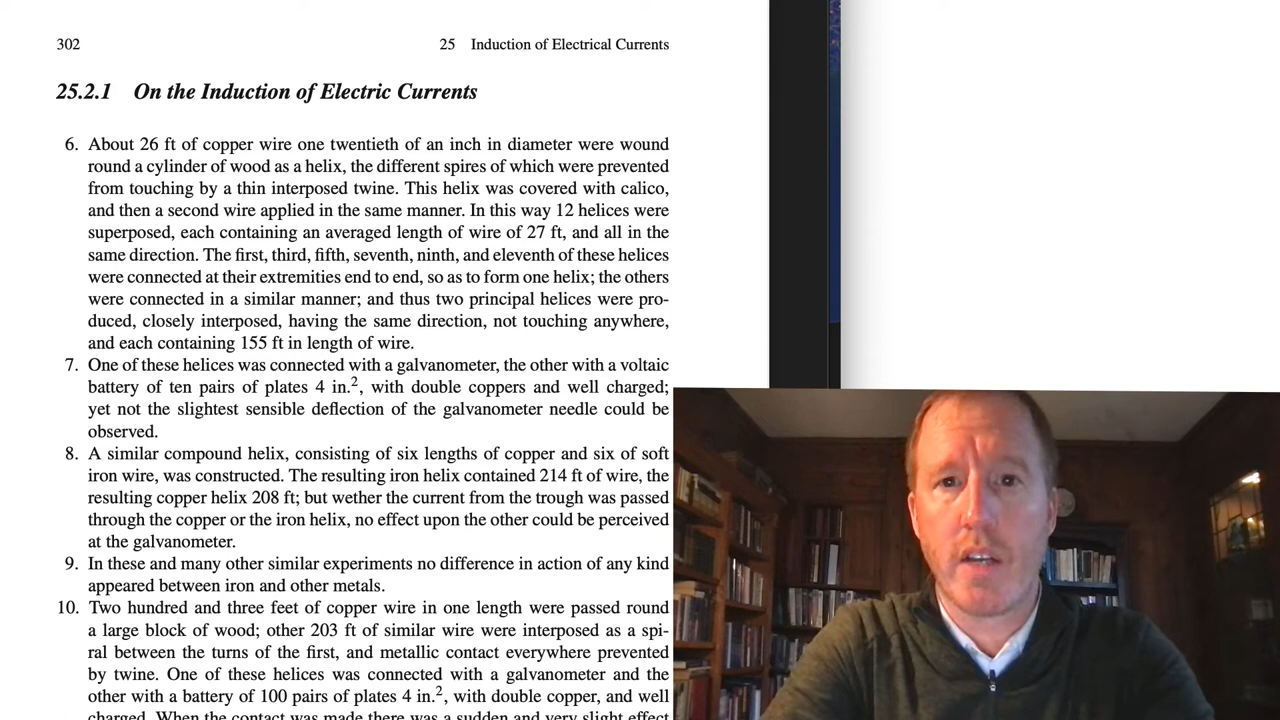 302
25 Induction of Electrical Currents
25.2.1 On the Induction of Electric Currents
6. About 26 ft of copper wire one twentieth of an inch in diameter were wound
round a cylinder of wood as a helix, the different spires of which were prevented
from touching by a thin interposed twine. This helix was covered with calico,
and then a second wire applied in the same manner. In this way 12 helices were
superposed, each containing an averaged length of wire of 27 ft, and all in the
same direction. The first, third, fifth, seventh, ninth, and eleventh of these helices
were connected at their extremities end to end, so as to form one helix; the others
were connected in a similar manner; and thus two principal helices were pro-
duced, closely interposed, having the same direction, not touching anywhere,
and each containing 155 ft in length of wire.
7. One of these helices was connected with a galvanometer, the other with a voltaic
battery of ten pairs of plates 4 in.², with double coppers and well charged;
yet not the slightest sensible deflection of the galvanometer needle could be
observed.
8. A similar compound helix, consisting of six lengths of copper and six of soft
iron wire, was constructed. The resulting iron helix contained 214 ft of wire, the
resulting copper helix 208 ft; but wether the current from the trough was passed
through the copper or the iron helix, no effect upon the other could be perceived
at the galvanometer.
9. In these and many other similar experiments no difference in action of any kind
appeared between iron and other metals.
10. Two hundred and three feet of copper wire in one length were passed round
a large block of wood; other 203 ft of similar wire were interposed as a spi-
ral between the turns of the first, and metallic contact everywhere prevented
by twine. One of these helices was connected with a galvanometer and the
other with a battery of 100 pairs of plates 4 in.², with double copper, and well
charged. When the contact was made there was a sudden and very slight effect